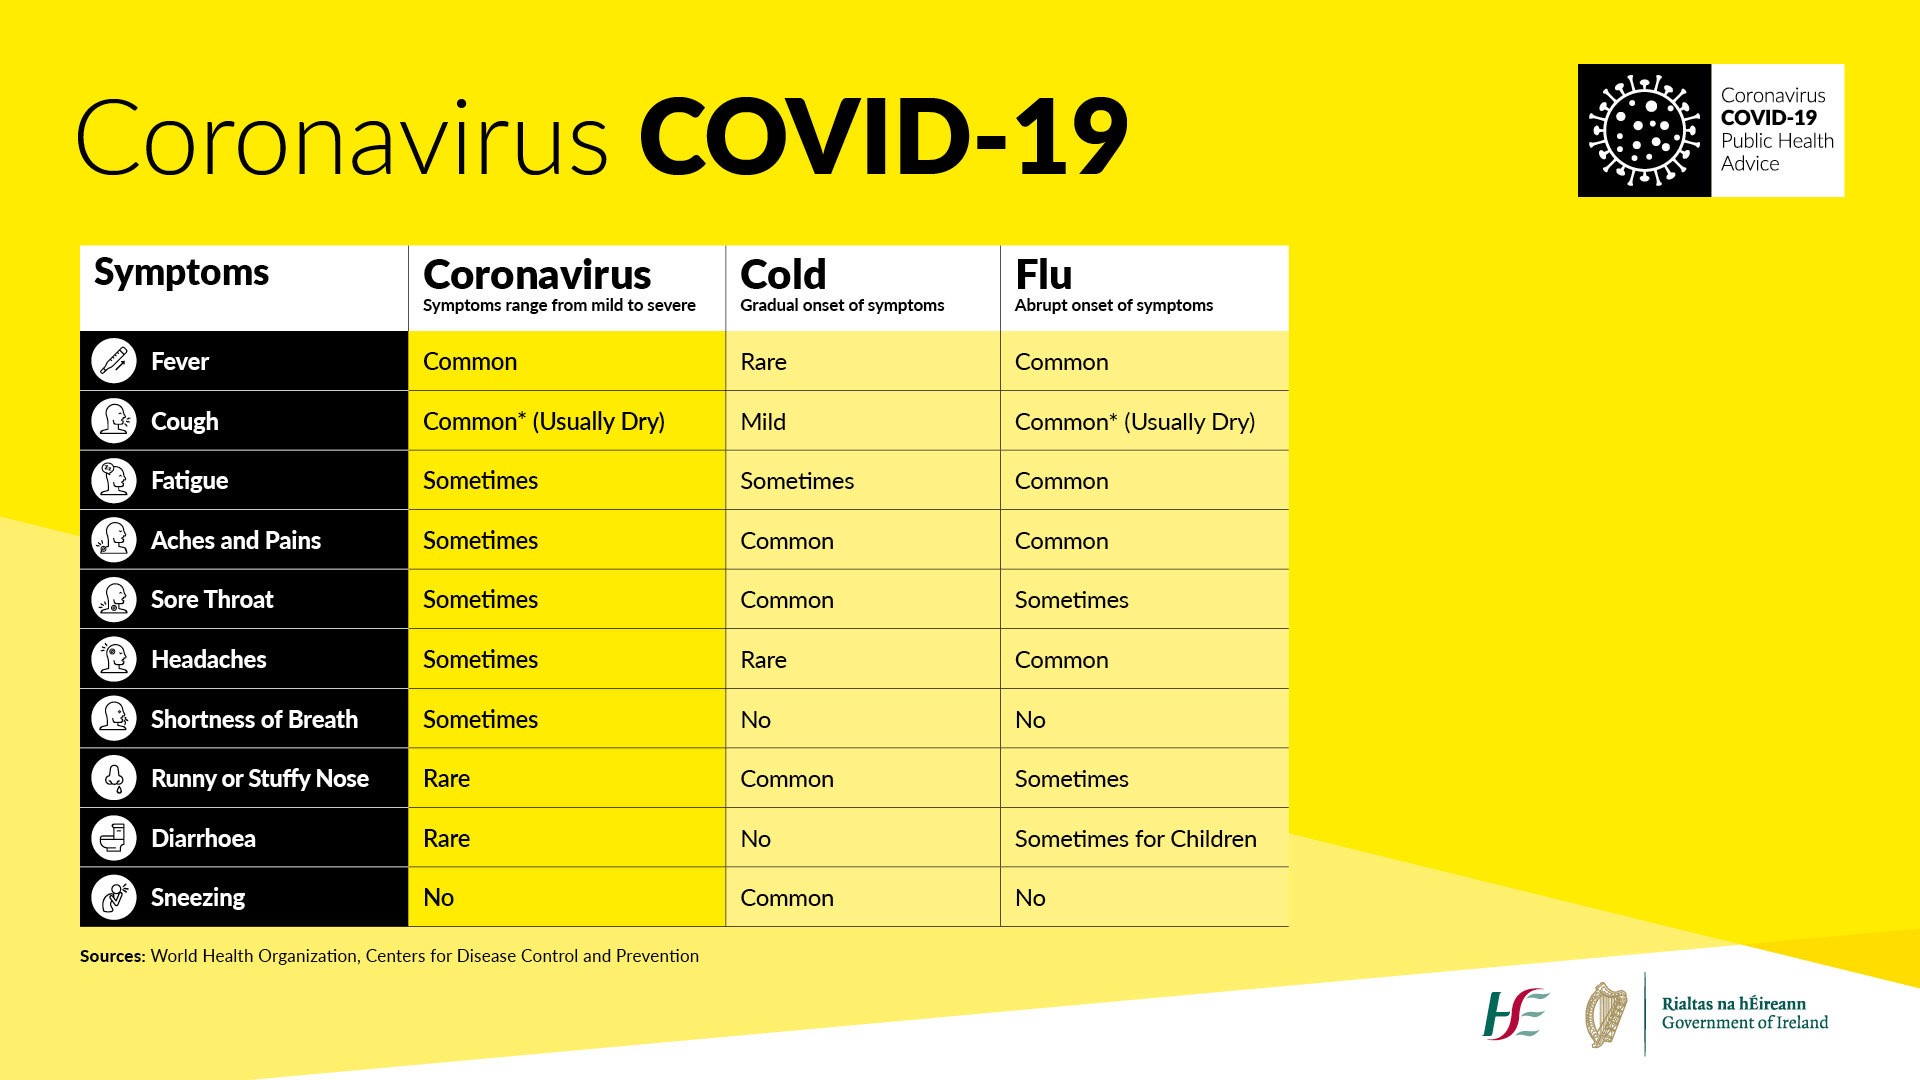 Coronavirus COVID-19
Coronavirus
COVID-19
Public Health
Advice
Symptoms Coronavirus Cold Flu
Symptoms range from mild to severe Gradual onset of symptoms Abrupt onset of symptoms
Fever Common Rare Common
Cough Common* (Usually Dry) Mild Common* (Usually Dry)
Fatigue Sometimes Sometimes Common
Aches and Pains Sometimes Common Common
Sore Throat Sometimes Common Sometimes
Headaches Sometimes Rare Common
Shortness of Breath Sometimes No No
Runny or Stuffy Nose Rare Common Sometimes
Diarrhoea Rare No Sometimes for Children
Sneezing No Common No
Sources: World Health Organization, Centers for Disease Control and Prevention
HSE
Rialtas na hÉireann
Government of Ireland